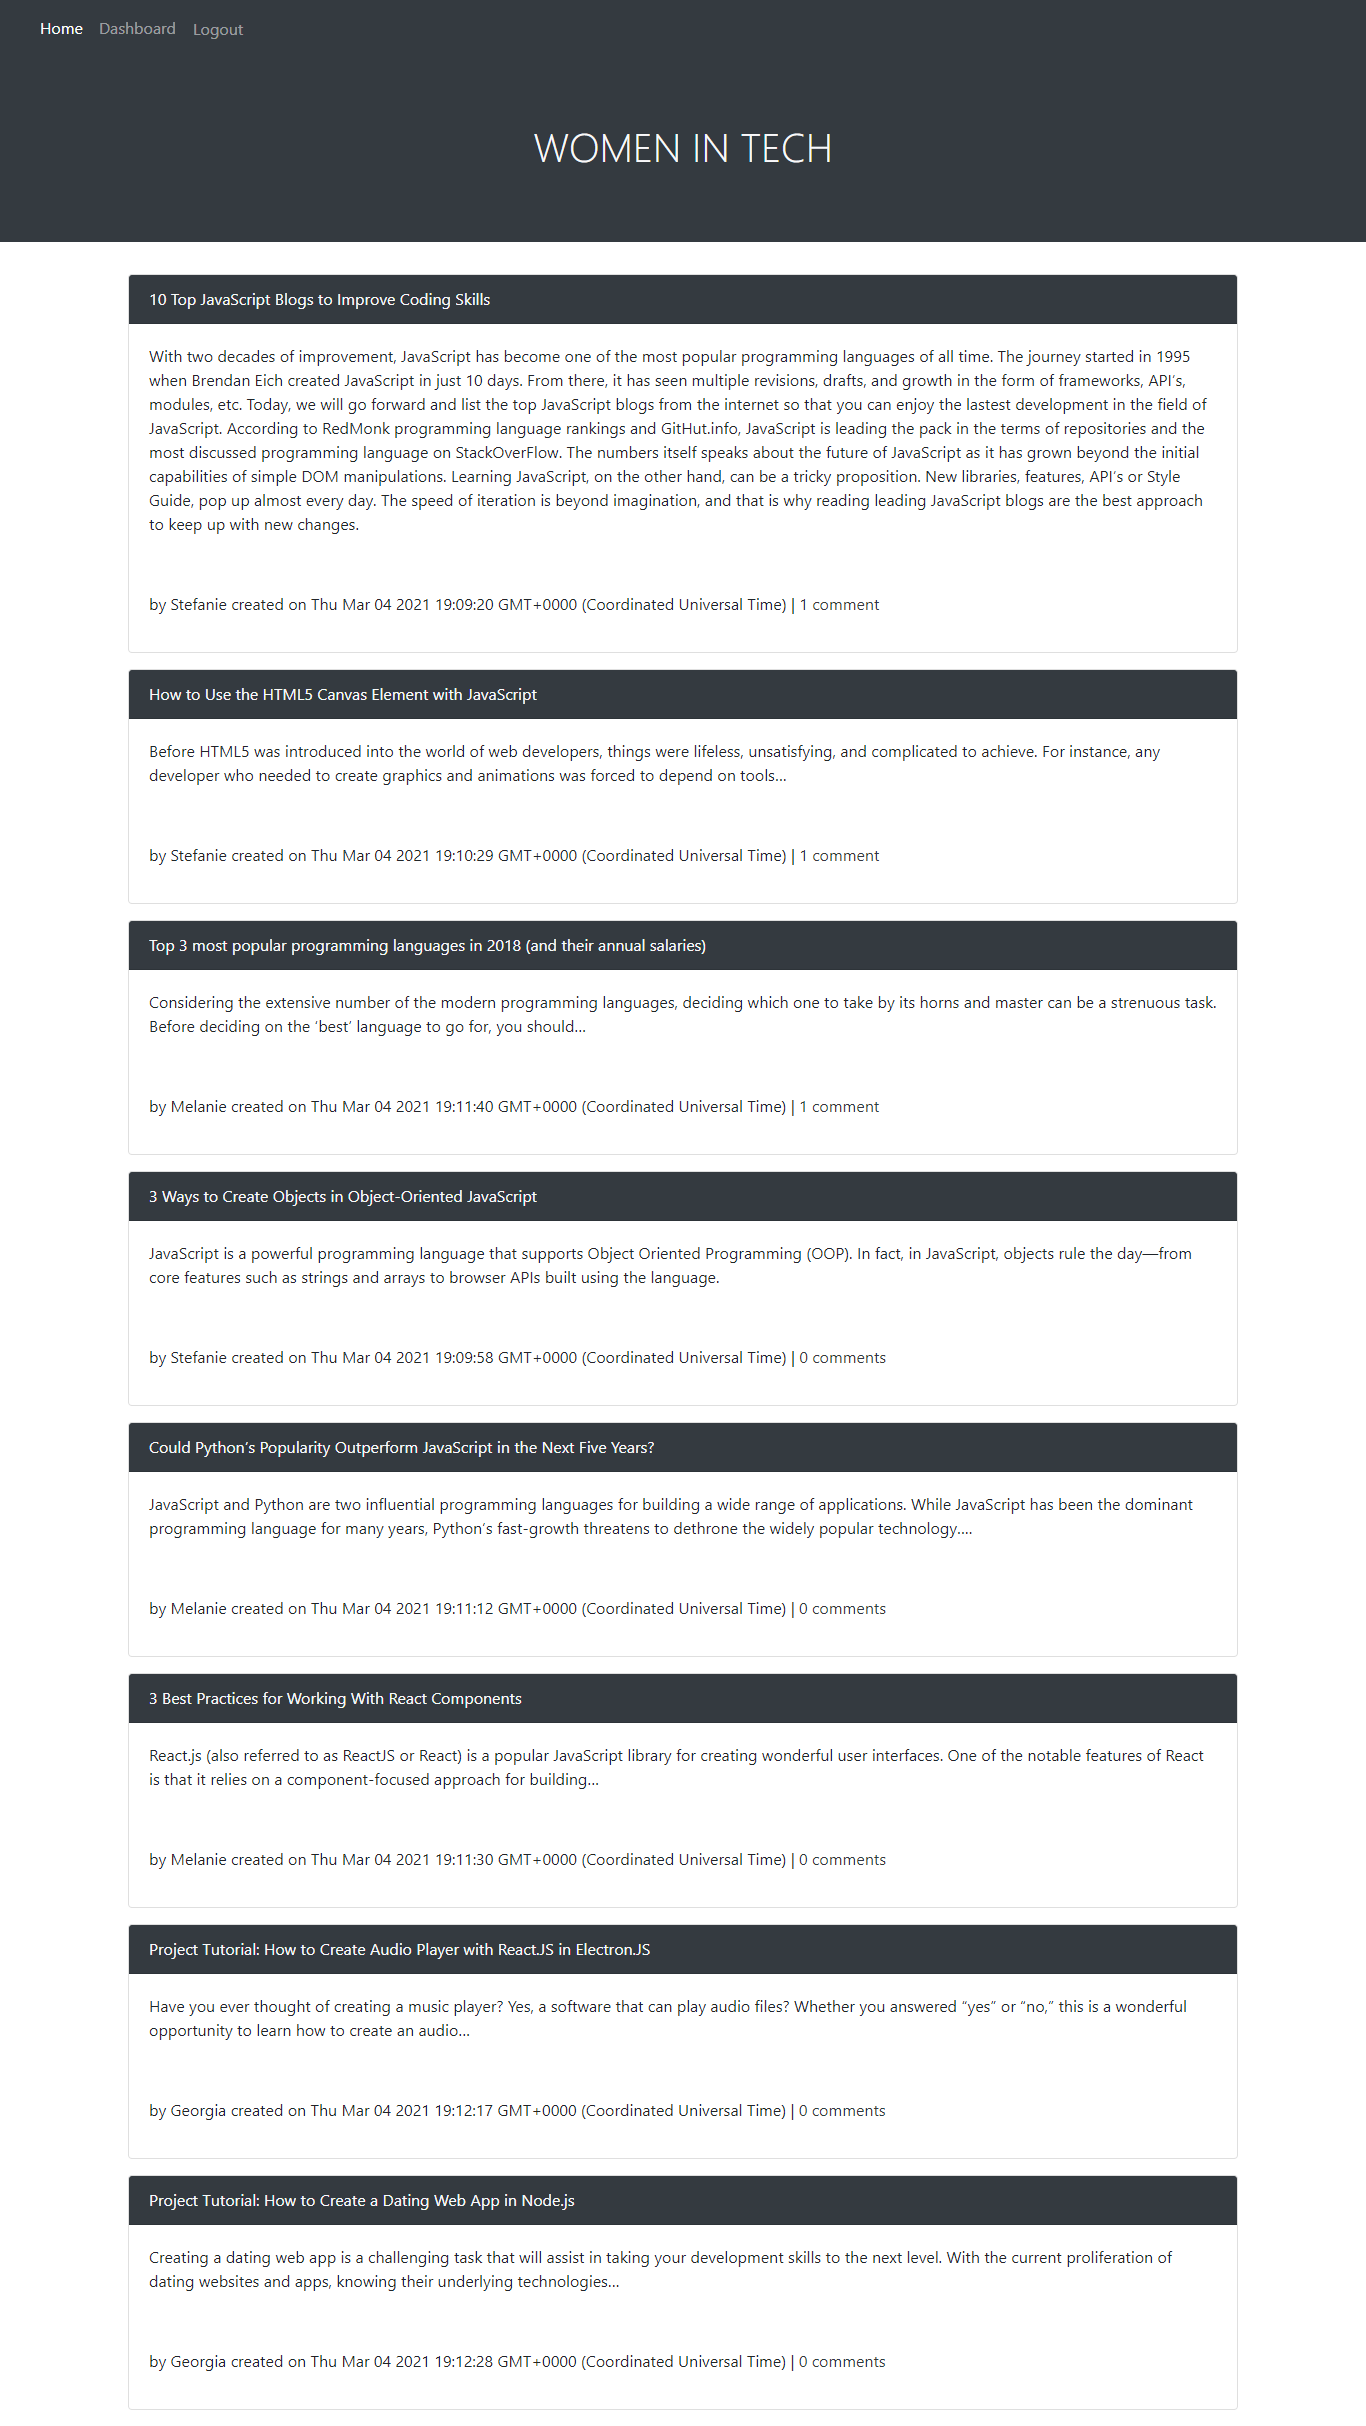 Home Dashboard Logout
WOMEN IN TECH
10 Top JavaScript Blogs to Improve Coding Skills
With two decades of improvement, JavaScript has become one of the most popular programming languages of all time. The journey started in 1995
when Brendan Eich created JavaScript in just 10 days. From there, it has seen multiple revisions, drafts, and growth in the form of frameworks, API's,
modules, etc. Today, we will go forward and list the top JavaScript blogs from the internet so that you can enjoy the lastest development in the field of
JavaScript. According to RedMonk programming language rankings and GitHut.info, JavaScript is leading the pack in the terms of repositories and the
most discussed programming language on StackOverFlow. The numbers itself speaks about the future of JavaScript as it has grown beyond the initial
capabilities of simple DOM manipulations. Learning JavaScript, on the other hand, can be a tricky proposition. New libraries, features, API's or Style
Guide, pop up almost every day. The speed of iteration is beyond imagination, and that is why reading leading JavaScript blogs are the best approach
to keep up with new changes.
by Stefanie created on Thu Mar 04 2021 19:09:20 GMT+0000 (Coordinated Universal Time) | 1 comment
How to Use the HTML5 Canvas Element with JavaScript
Before HTML5 was introduced into the world of web developers, things were lifeless, unsatisfying, and complicated to achieve. For instance, any
developer who needed to create graphics and animations was forced to depend on tools...
by Stefanie created on Thu Mar 04 2021 19:10:29 GMT+0000 (Coordinated Universal Time) | 1 comment
Top 3 most popular programming languages in 2018 (and their annual salaries)
Considering the extensive number of the modern programming languages, deciding which one to take by its horns and master can be a strenuous task.
Before deciding on the ‘best’ language to go for, you should...
by Melanie created on Thu Mar 04 2021 19:11:40 GMT+0000 (Coordinated Universal Time) | 1 comment
3 Ways to Create Objects in Object-Oriented JavaScript
JavaScript is a powerful programming language that supports Object Oriented Programming (OOP). In fact, in JavaScript, objects rule the day—from
core features such as strings and arrays to browser APIs built using the language.
by Stefanie created on Thu Mar 04 2021 19:09:58 GMT+0000 (Coordinated Universal Time) | 0 comments
Could Python's Popularity Outperform JavaScript in the Next Five Years?
JavaScript and Python are two influential programming languages for building a wide range of applications. While JavaScript has been the dominant
programming language for many years, Python's fast-growth threatens to dethrone the widely popular technology....
by Melanie created on Thu Mar 04 2021 19:11:12 GMT+0000 (Coordinated Universal Time) | 0 comments
3 Best Practices for Working With React Components
React.js (also referred to as ReactJS or React) is a popular JavaScript library for creating wonderful user interfaces. One of the notable features of React
is that it relies on a component-focused approach for building...
by Melanie created on Thu Mar 04 2021 19:11:30 GMT+0000 (Coordinated Universal Time) | 0 comments
Project Tutorial: How to Create Audio Player with React.JS in Electron.JS
Have you ever thought of creating a music player? Yes, a software that can play audio files? Whether you answered “yes” or “no,” this is a wonderful
opportunity to learn how to create an audio...
by Georgia created on Thu Mar 04 2021 19:12:17 GMT+0000 (Coordinated Universal Time) | 0 comments
Project Tutorial: How to Create a Dating Web App in Node.js
Creating a dating web app is a challenging task that will assist in taking your development skills to the next level. With the current proliferation of
dating websites and apps, knowing their underlying technologies...
by Georgia created on Thu Mar 04 2021 19:12:28 GMT+0000 (Coordinated Universal Time) | 0 comments